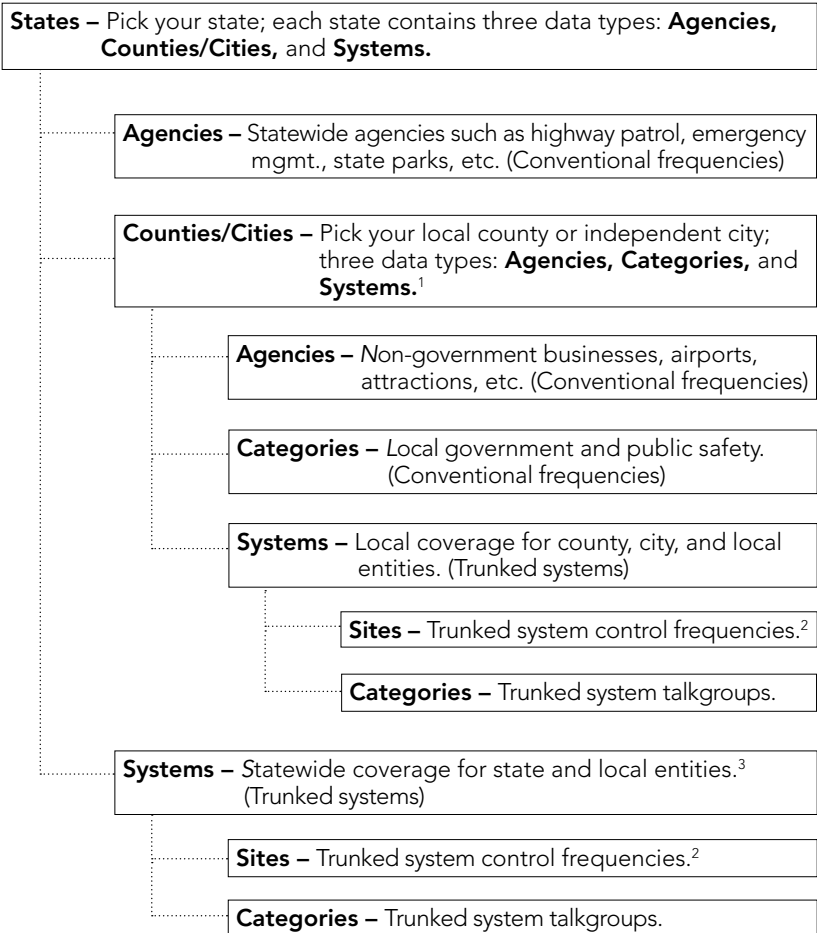 States – Pick your state; each state contains three data types: Agencies,
Counties/Cities, and Systems.
Agencies – Statewide agencies such as highway patrol, emergency
mgmt., state parks, etc. (Conventional frequencies)
Counties/Cities – Pick your local county or independent city;
three data types: Agencies, Categories, and
Systems.¹
Agencies – Non-government businesses, airports,
attractions, etc. (Conventional frequencies)
Categories – Local government and public safety.
(Conventional frequencies)
Systems – Local coverage for county, city, and local
entities. (Trunked systems)
Sites – Trunked system control frequencies.²
Categories – Trunked system talkgroups.
Systems – Statewide coverage for state and local entities.³
(Trunked systems)
Sites – Trunked system control frequencies.²
Categories – Trunked system talkgroups.